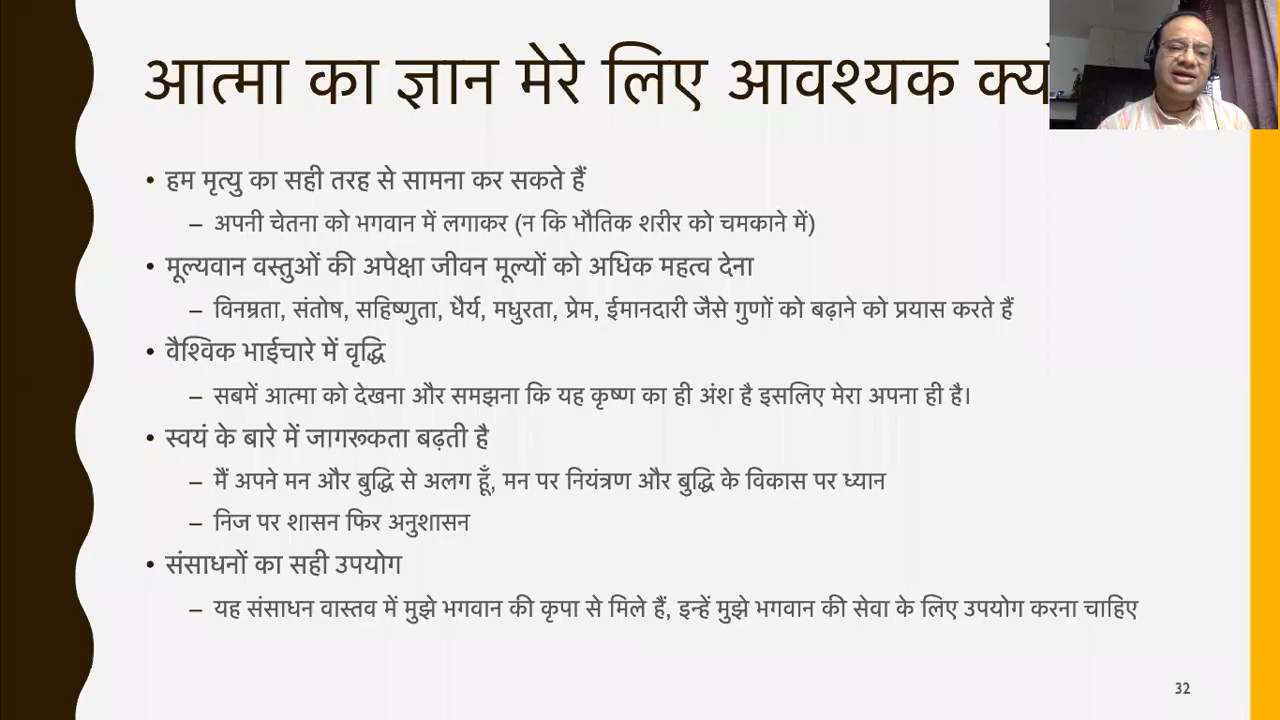 आत्मा का ज्ञान मेरे लिए आवश्यक
• हम मृत्यु का सही तरह से सामना कर सकते हैं
– अपनी चेतना को भगवान में लगाकर (न कि भौतिक शरीर को चमकाने में)
• मूल्यवान वस्तुओं की अपेक्षा जीवन मूल्यों को अधिक महत्व देना
– विनम्रता, संतोष, सहिष्णुता, धैर्य, मधुरता, प्रेम, ईमानदारी जैसे गुणों को बढ़ाने को प्रयास करते हैं
• वैश्विक भाईचारे में वृद्धि
– सबमें आत्मा को देखना और समझना कि यह कृष्ण का ही अंश है इसलिए मेरा अपना ही है।
• स्वयं के बारे में जागरूकता बढ़ती है
– मैं अपने मन और बुद्धि से अलग हूँ, मन पर नियंत्रण और बुद्धि के विकास पर ध्यान
– निज पर शासन फिर अनुशासन
• संसाधनों का सही उपयोग
– यह संसाधन वास्तव में मुझे भगवान की कृपा से मिले हैं, इन्हें मुझे भगवान की सेवा के लिए उपयोग करना चाहिए
32